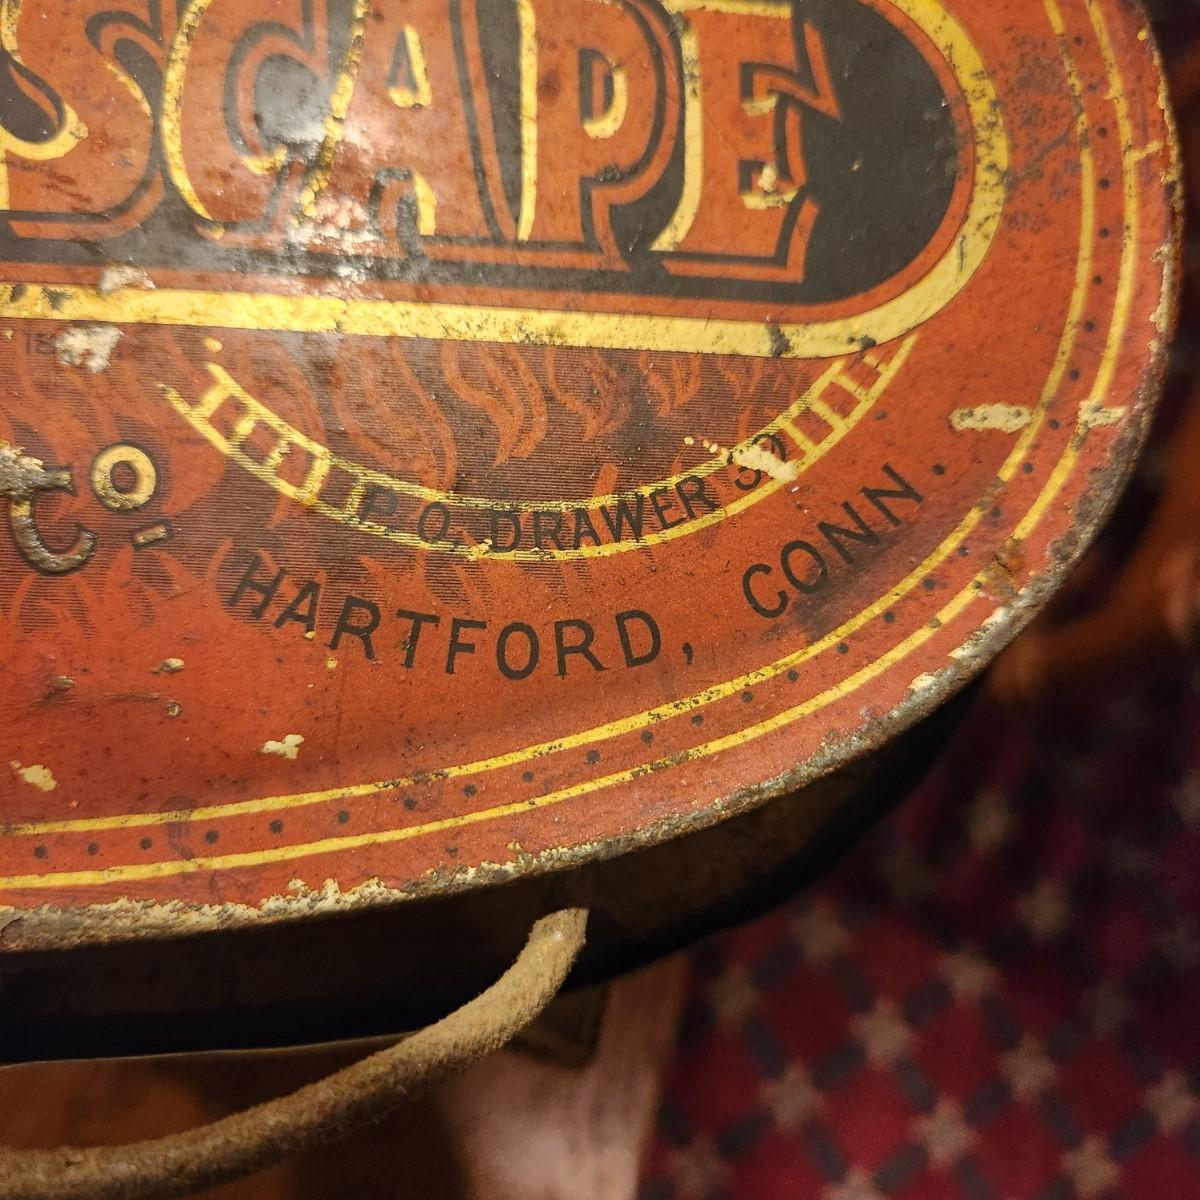 SCAPE
Co.
P.O. DRAWER
HARTFORD, CONN.